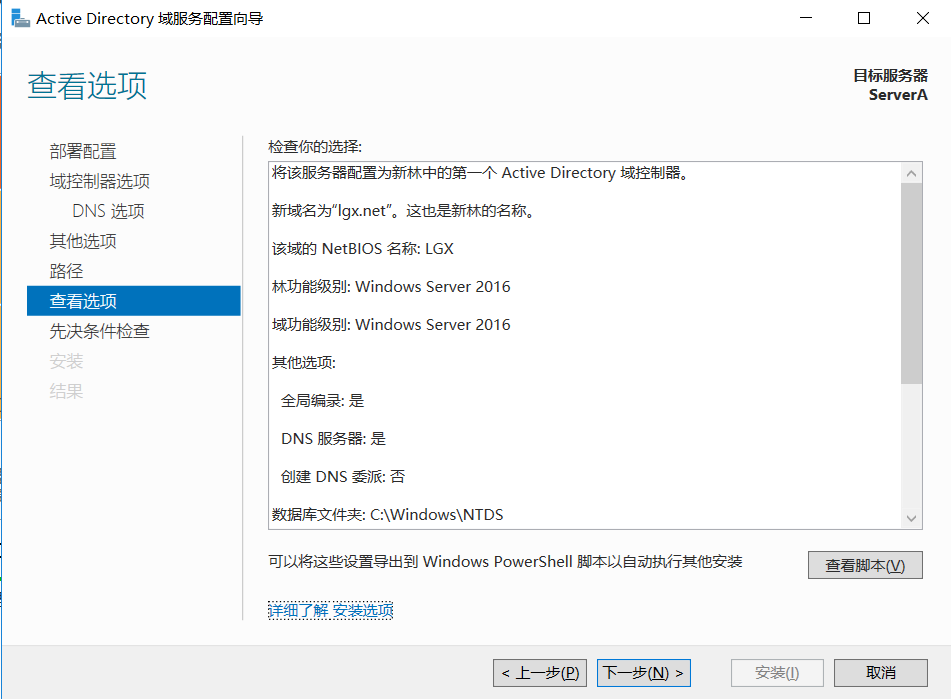 Active Directory 域服务配置向导
查看选项
目标服务器
ServerA
部署配置
域控制器选项
DNS 选项
其他选项
路径
查看选项
先决条件检查
安装
结果
检查你的选择:
将该服务器配置为新林中的第一个 Active Directory 域控制器。
新域名为“lgx.net”。这也是新林的名称。
该域的 NetBIOS 名称: LGX
林功能级别: Windows Server 2016
域功能级别: Windows Server 2016
其他选项:
全局编录: 是
DNS 服务器: 是
创建 DNS 委派: 否
数据库文件夹: C:\Windows\NTDS
可以将这些设置导出到 Windows PowerShell 脚本以自动执行其他安装
查看脚本(V)
详细了解 安装选项
< 上一步(P)
下一步(N) >
安装(I)
取消